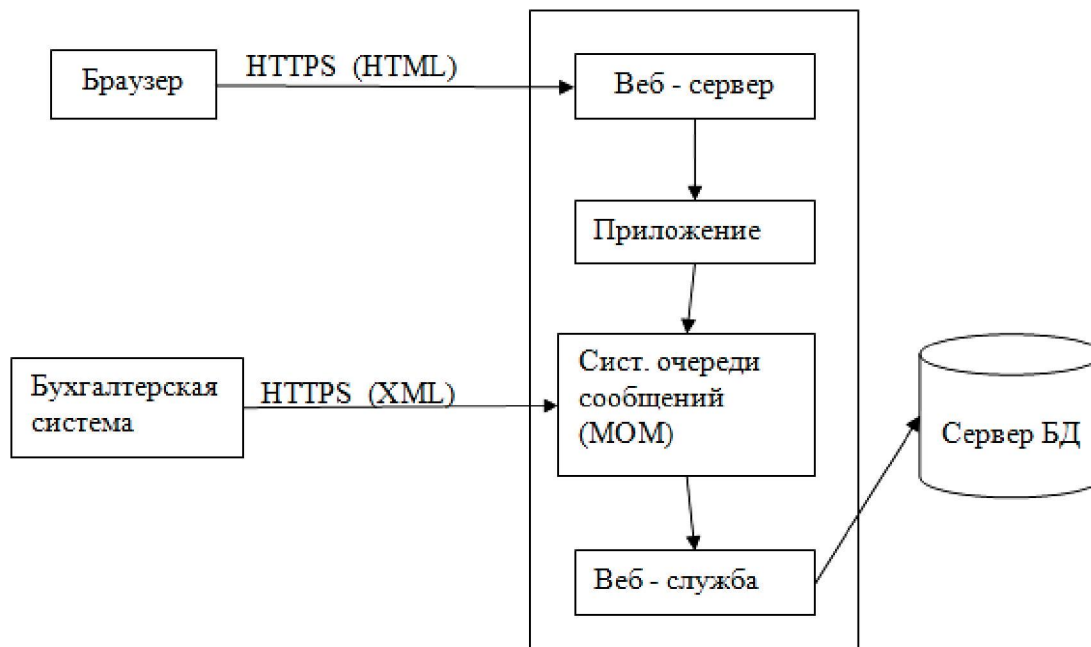 Браузер
HTTPS (HTML)
Веб - сервер
Приложение
Бухгалтерская
система
HTTPS (XML)
Сист. очереди
сообщений
(MOM)
Сервер БД
Веб - служба